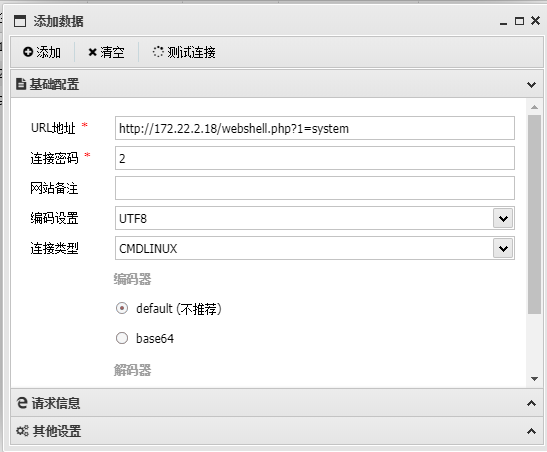 添加数据
添加 清空 测试连接
基础配置
URL地址 * http://172.22.2.18/webshell.php?1=system
连接密码 * 2
网站备注
编码设置 UTF8
连接类型 CMDLINUX
编码器
default (不推荐)
base64
解码器
请求信息
其他设置